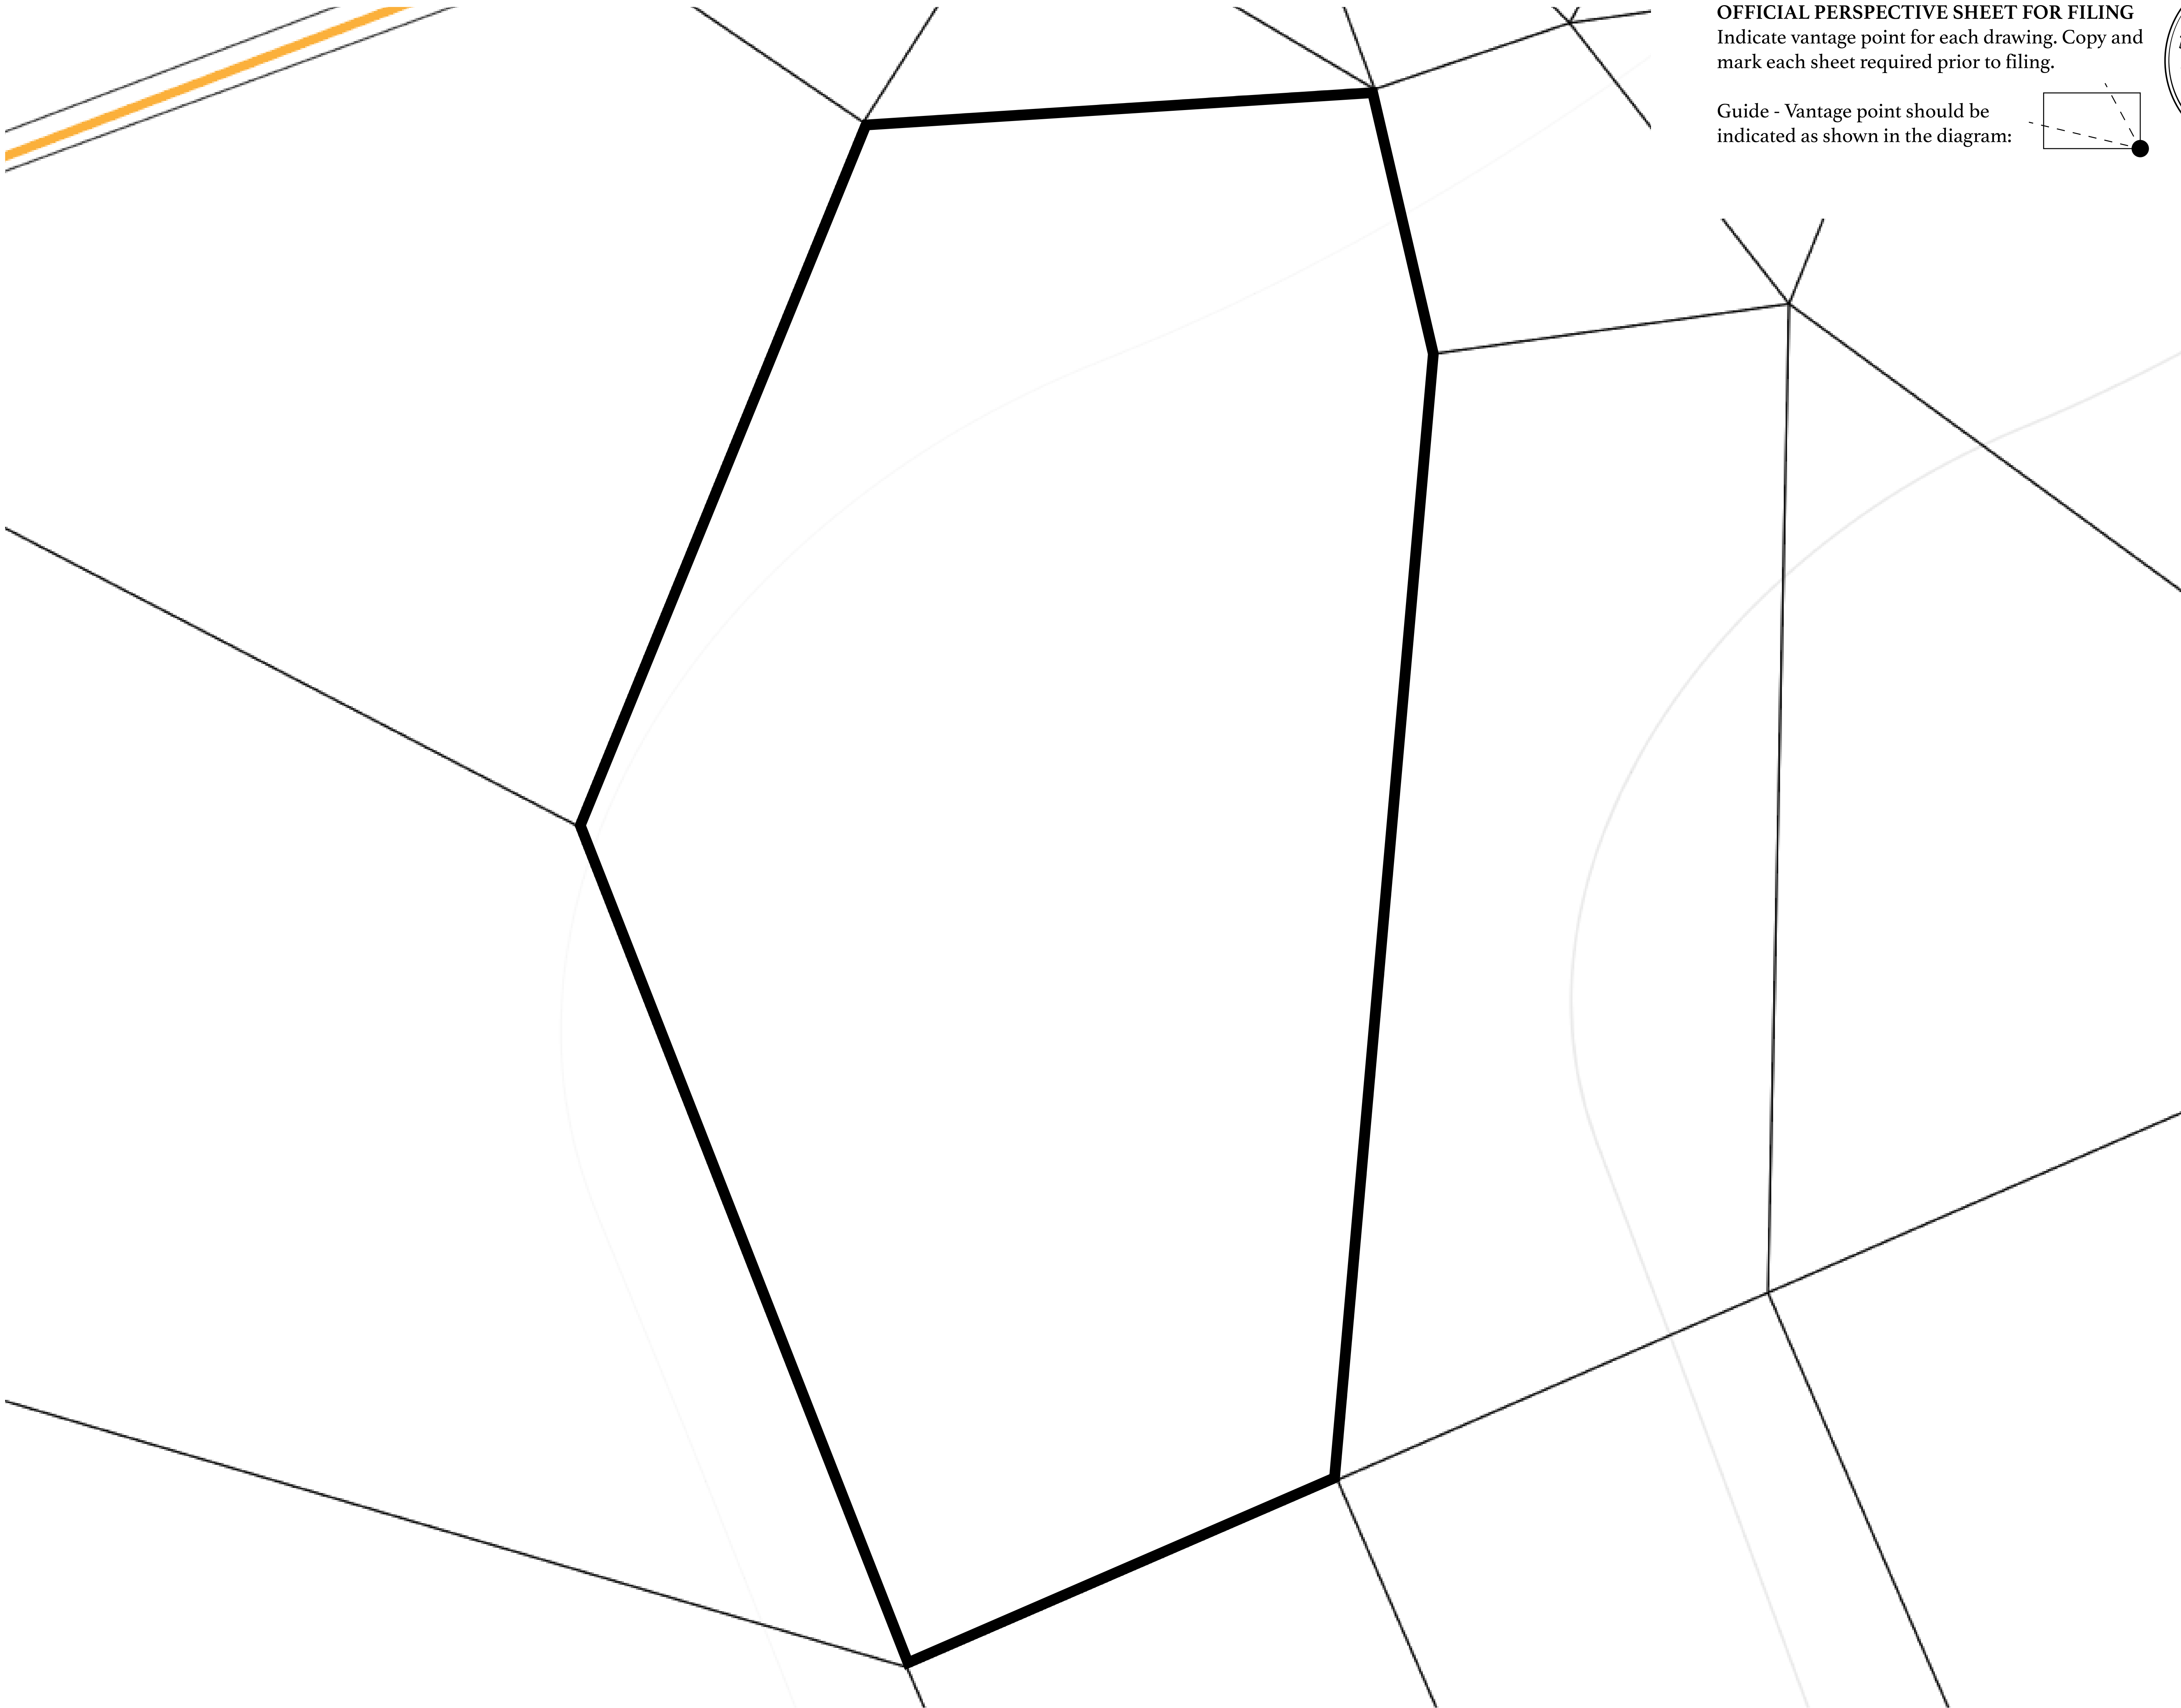 OFFICIAL PERSPECTIVE SHEET FOR FILING
Indicate vantage point for each drawing. Copy and
mark each sheet required prior to filing.
Guide - Vantage point should be
indicated as shown in the diagram: